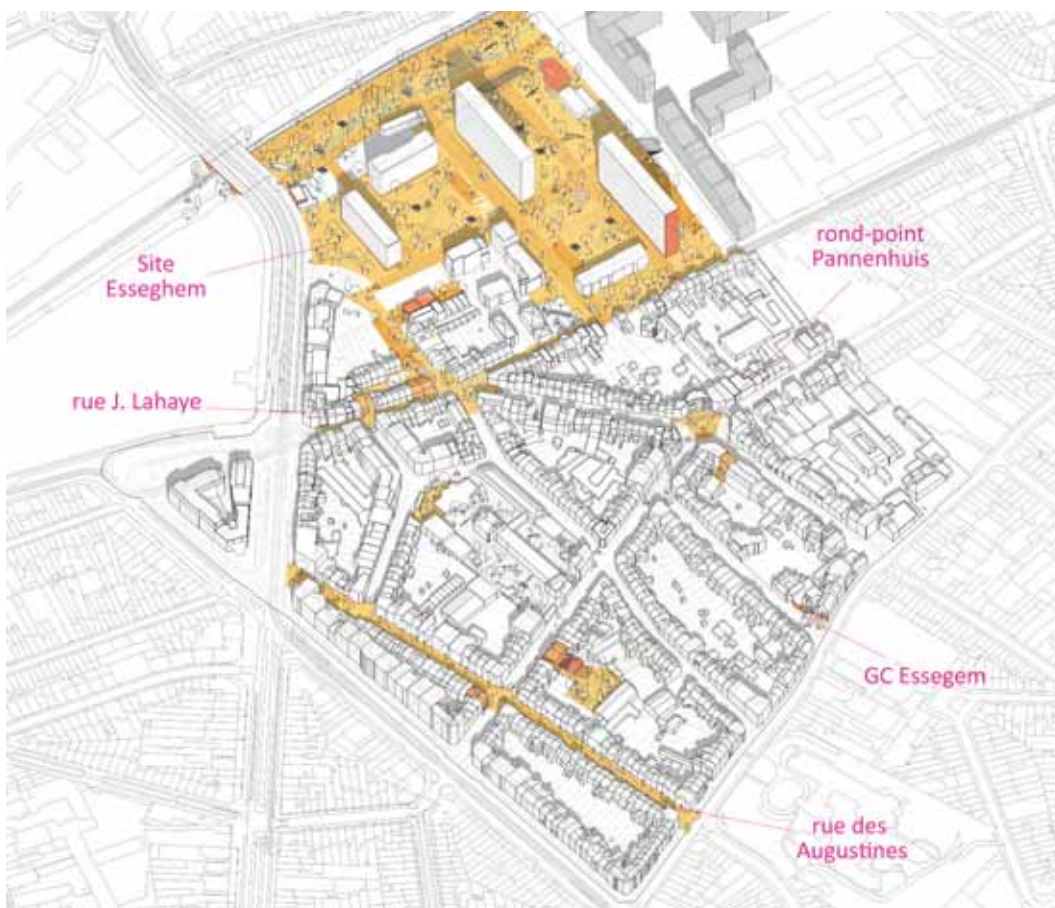 rond-point
Pannenhuis
Site
Esseghem
rue J. Lahaye
GC Essegem
rue des
Augustines